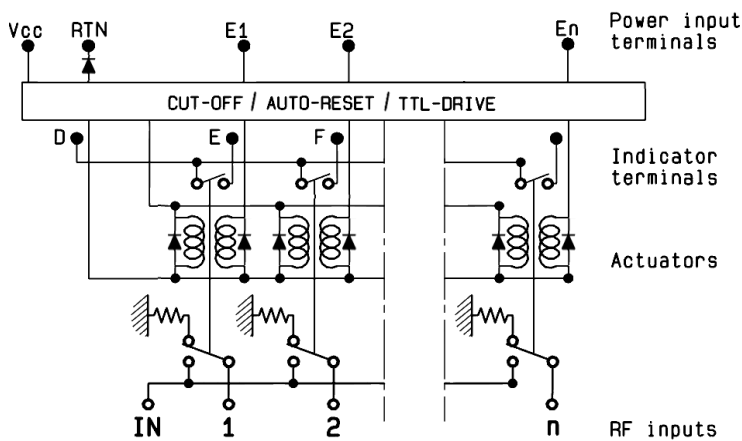 Vcc RTN E1 E2 En Power input
terminals
CUT-OFF / AUTO-RESET / TTL-DRIVE
D E F
Indicator
terminals
Actuators
IN 1 2 n RF inputs